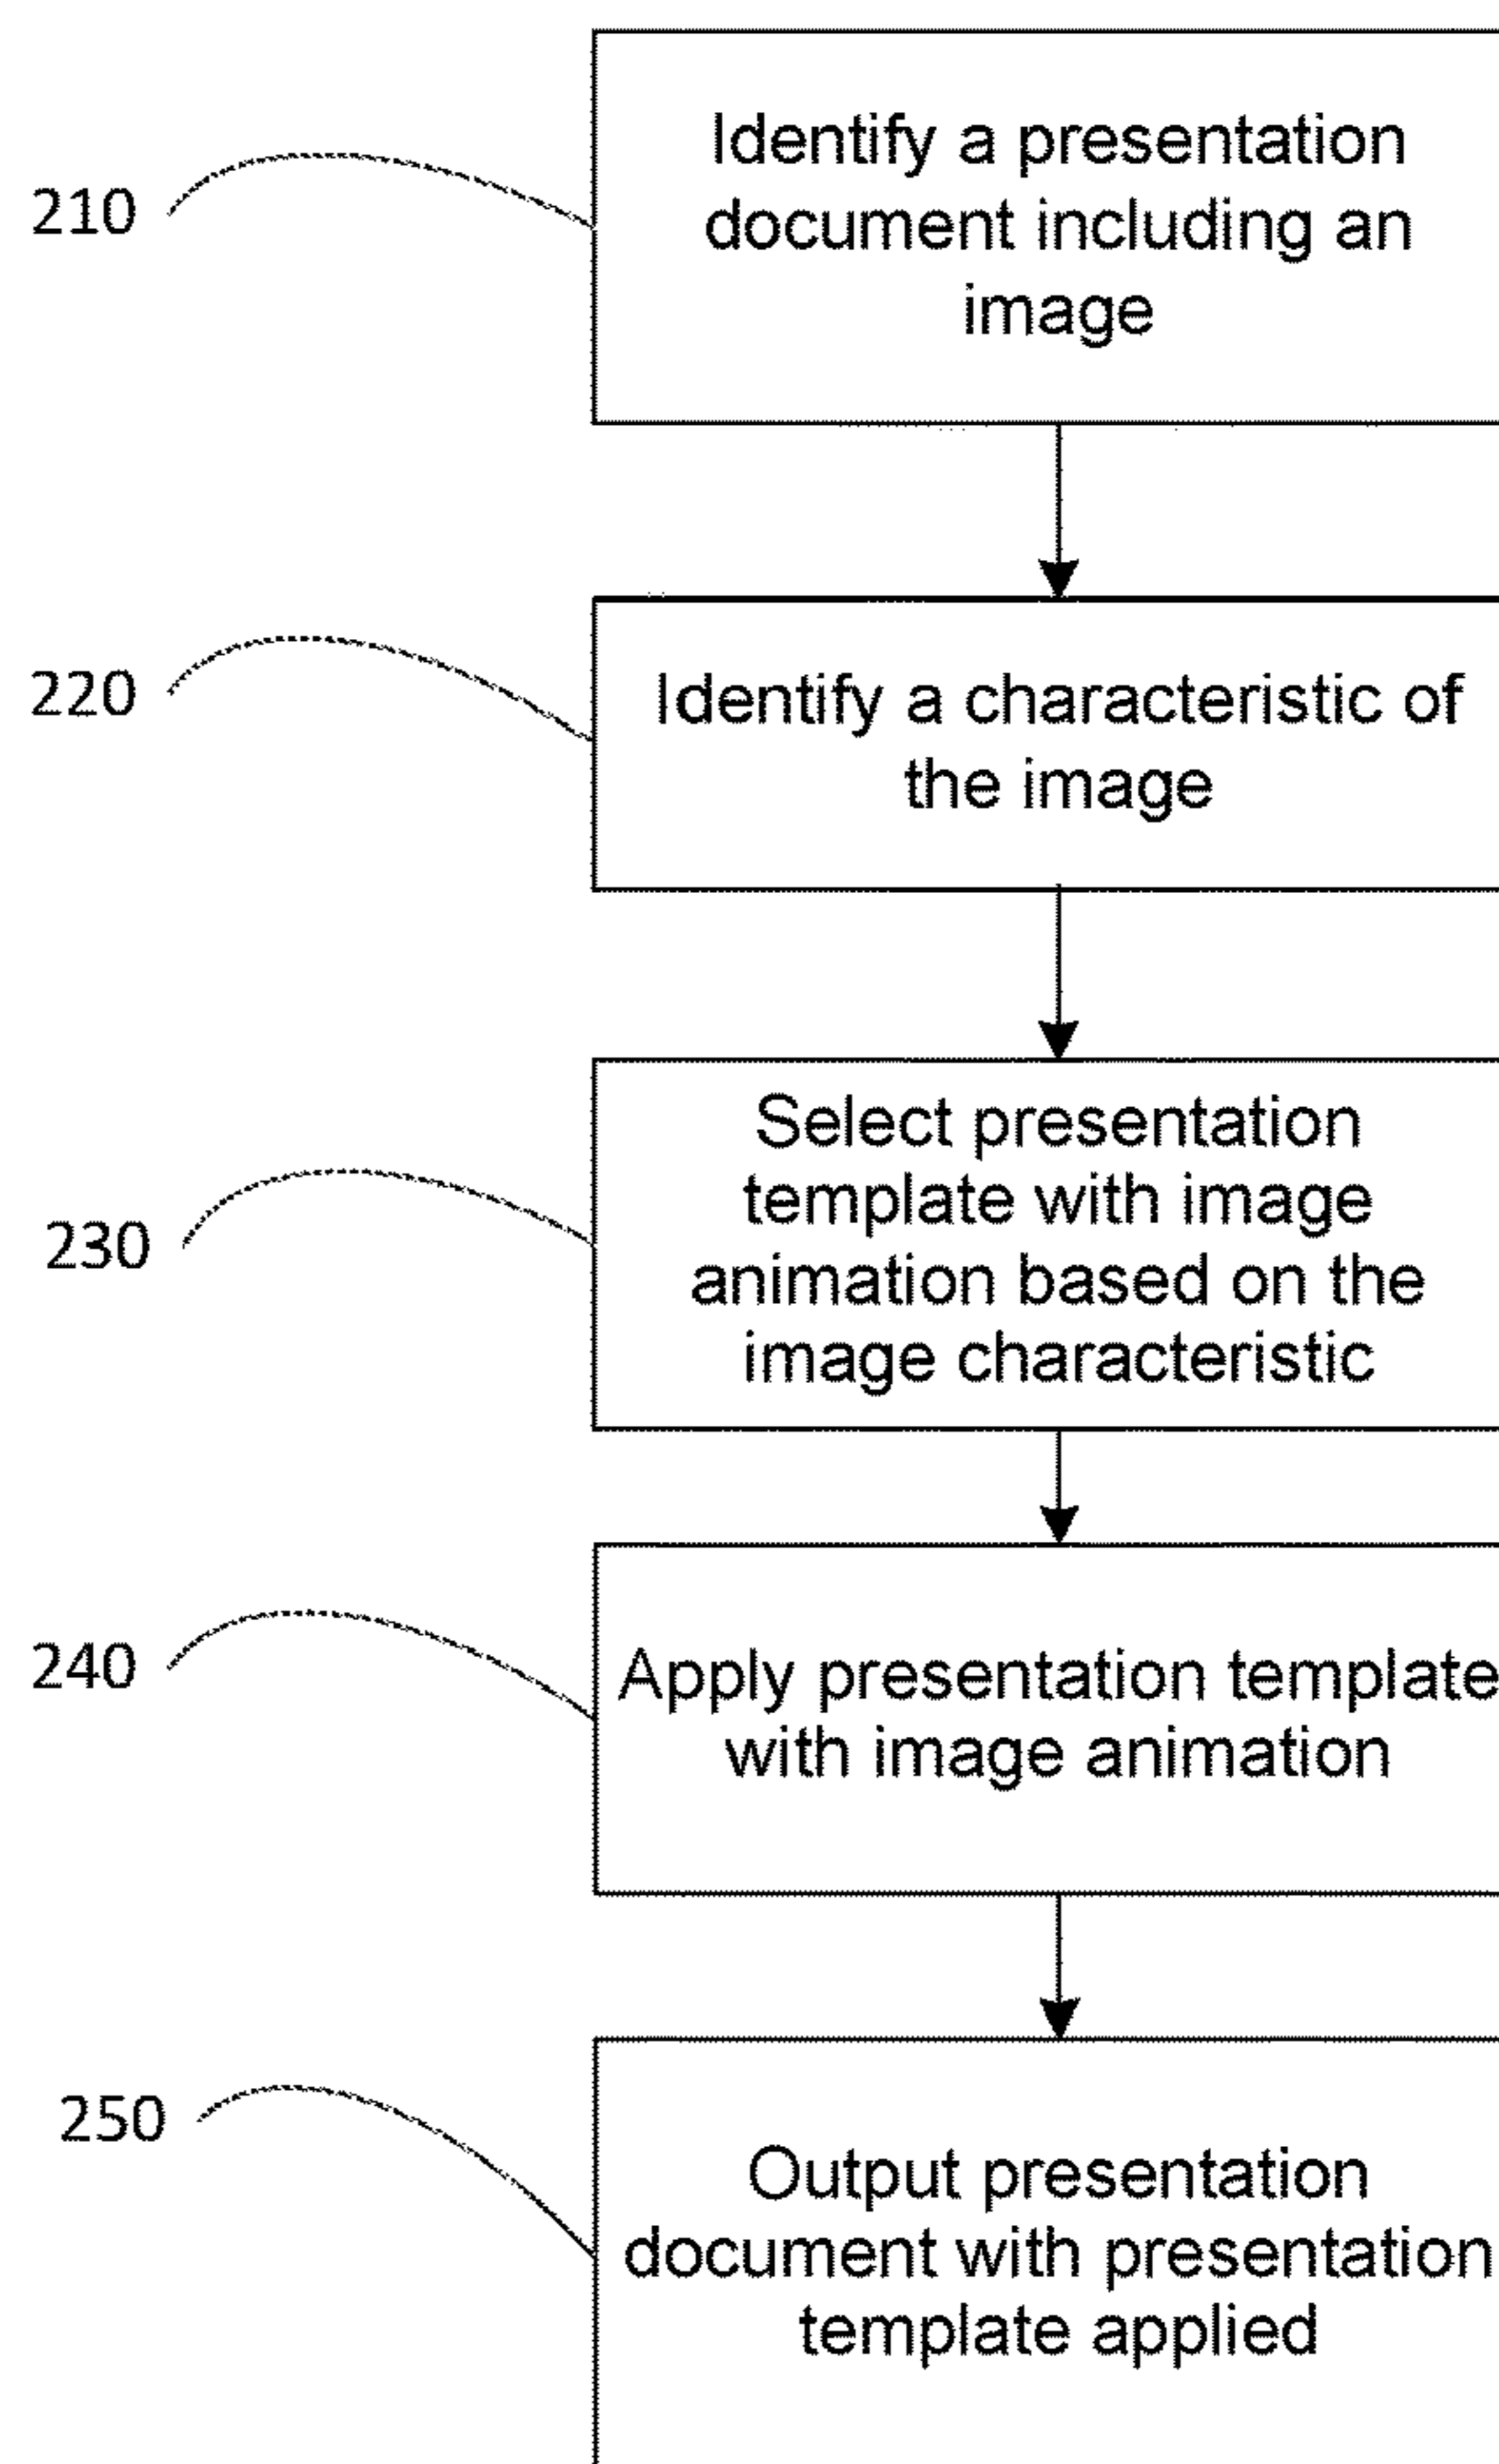 210
Identify a presentation
document including an
image
220
Identify a characteristic of
the image
230
Select presentation
template with image
animation based on the
image characteristic
240
Apply presentation template
with image animation
250
Output presentation
document with presentation
template applied